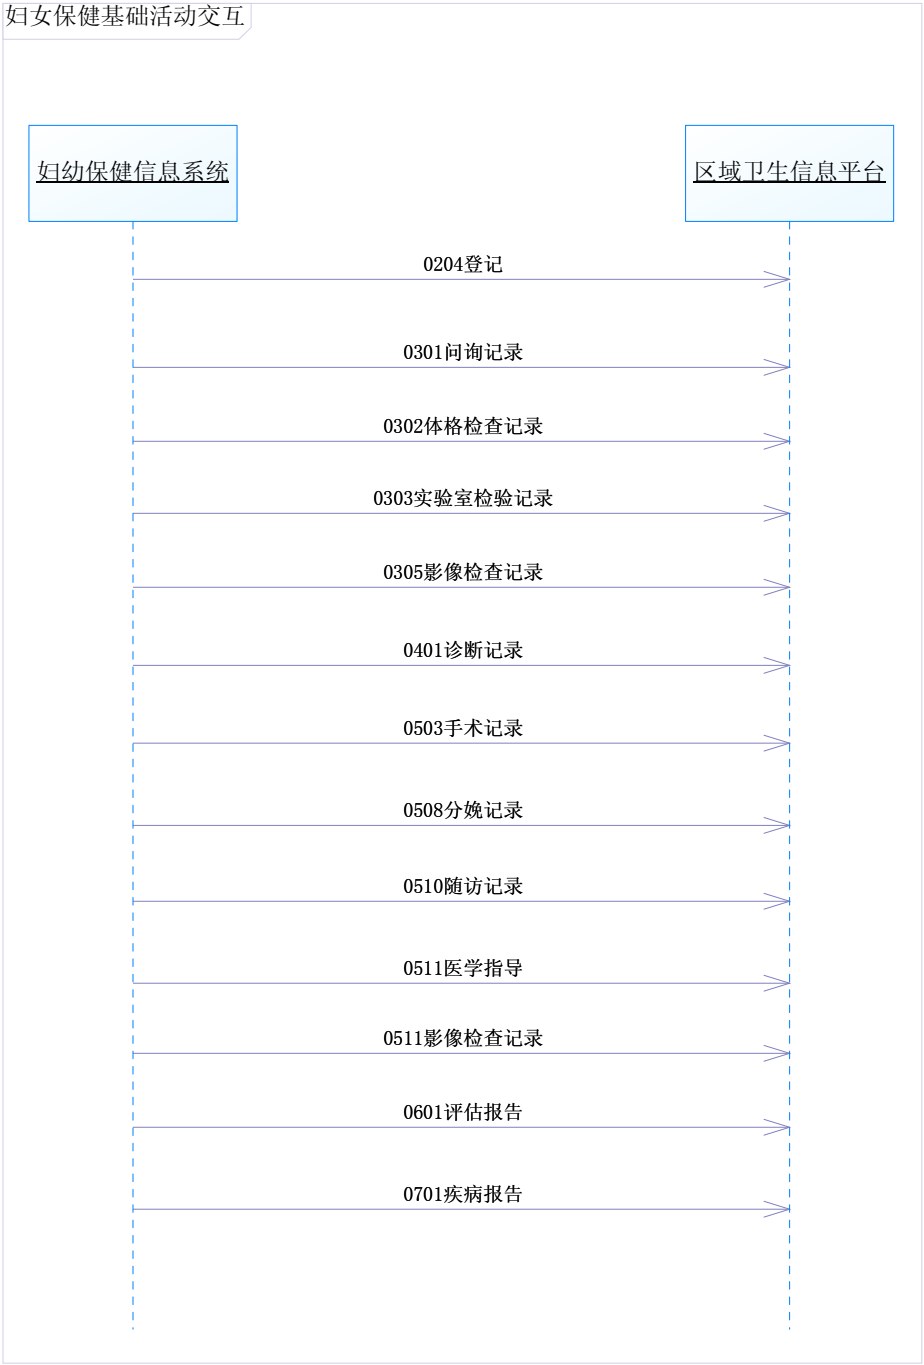 妇女保健基础活动交互
妇幼保健信息系统
区域卫生信息平台
0204登记
0301问询记录
0302体格检查记录
0303实验室检验记录
0305影像检查记录
0401诊断记录
0503手术记录
0508分娩记录
0510随访记录
0511医学指导
0511影像检查记录
0601评估报告
0701疾病报告